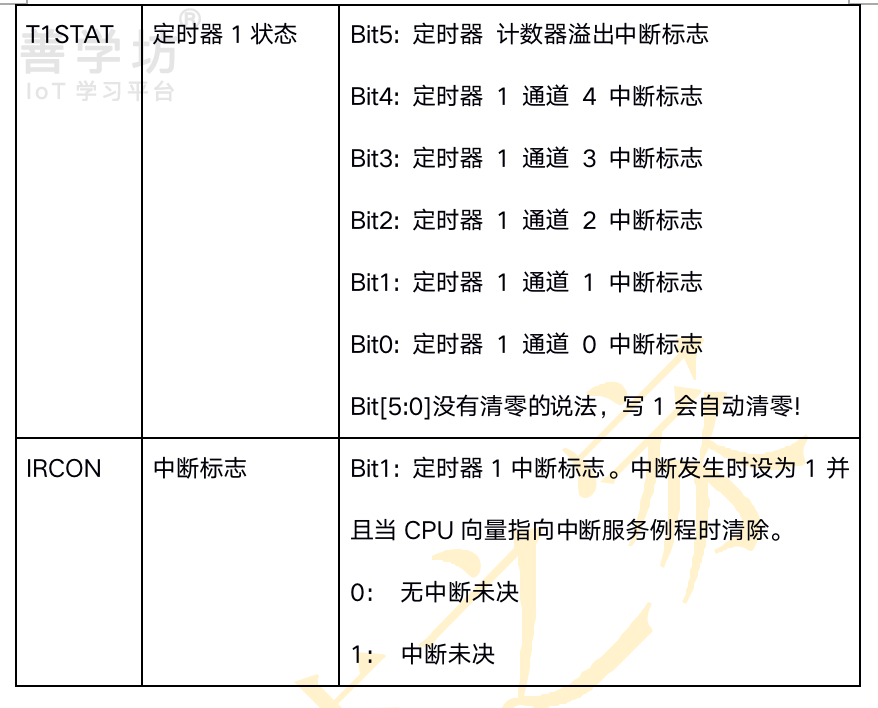 T1STAT
定时器 1 状态
Bit5: 定时器 计数器溢出中断标志
Bit4: 定时器 1 通道 4 中断标志
Bit3: 定时器 1 通道 3 中断标志
Bit2: 定时器 1 通道 2 中断标志
Bit1: 定时器 1 通道 1 中断标志
Bit0: 定时器 1 通道 0 中断标志
Bit[5:0]没有清零的说法，写 1 会自动清零!
善学坊®
IoT 学习平台
IRCON
中断标志
Bit1: 定时器 1 中断标志。中断发生时设为 1 并
且当 CPU 向量指向中断服务例程时清除。
0: 无中断未决
1: 中断未决